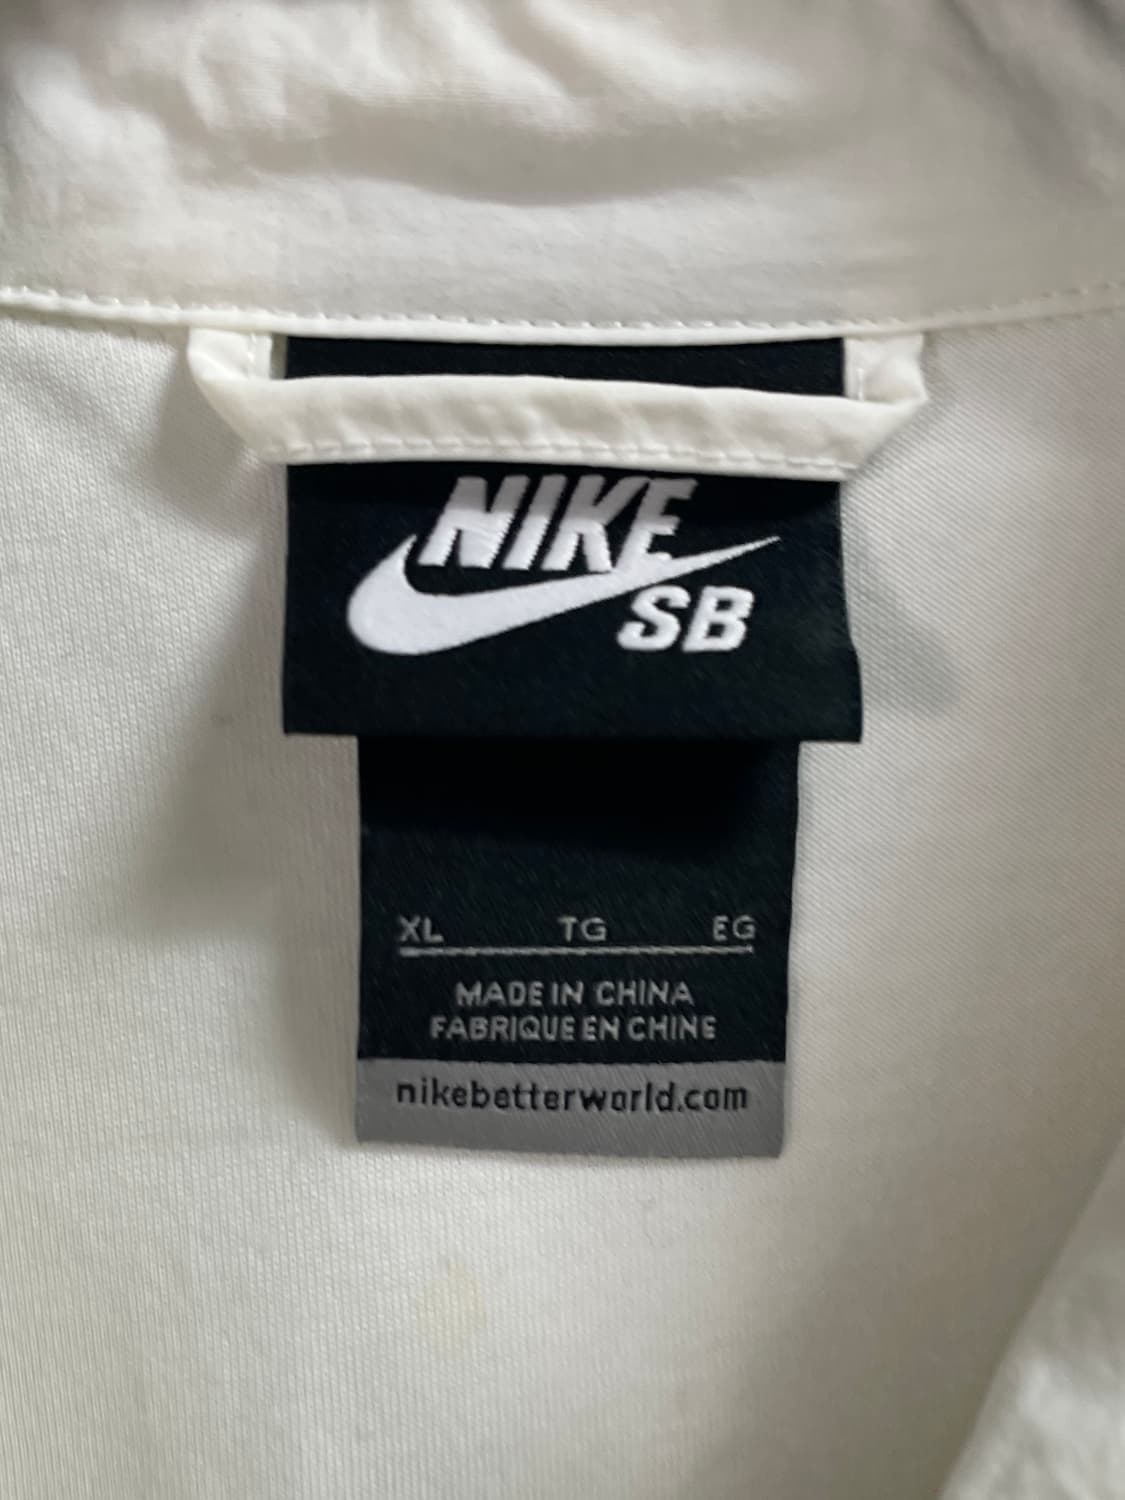 NIKE
SB
XL TG EG
MADE IN CHINA
FABRIQUE EN CHINE
nikebetterworld.com